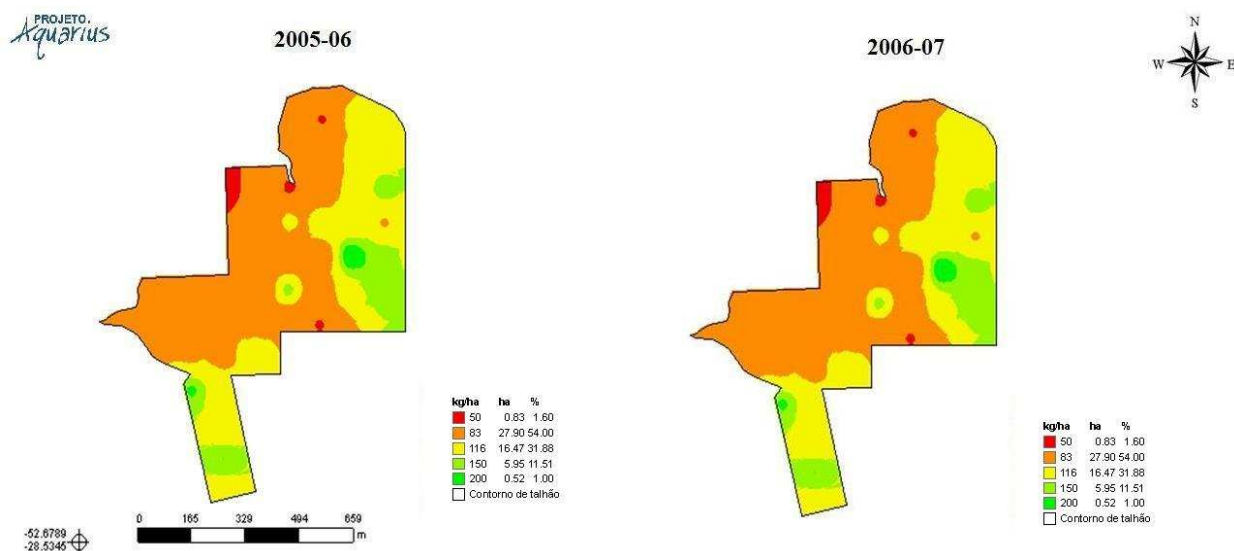 PROJETO
Aquarius
2005-06
2006-07
N
W E
S
kg/ha ha %
50 0.83 1.60
83 27.90 54.00
116 16.47 31.88
150 5.95 11.51
200 0.52 1.00
Contorno de talhão
kg/ha ha %
50 0.83 1.60
83 27.90 54.00
116 16.47 31.88
150 5.95 11.51
200 0.52 1.00
Contorno de talhão
0 165 329 494 659
m
-52.6789
-28.5345